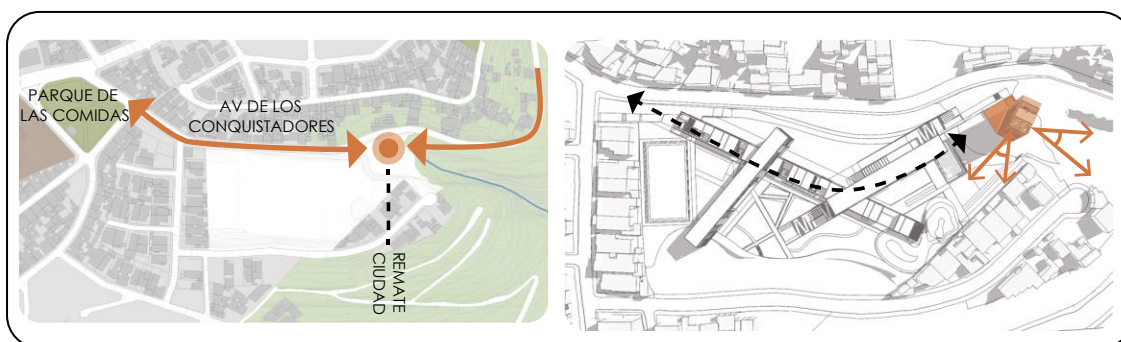 PARQUE DE
LAS COMIDAS
AV DE LOS
CONQUISTADORES
REMATE
CIUDAD